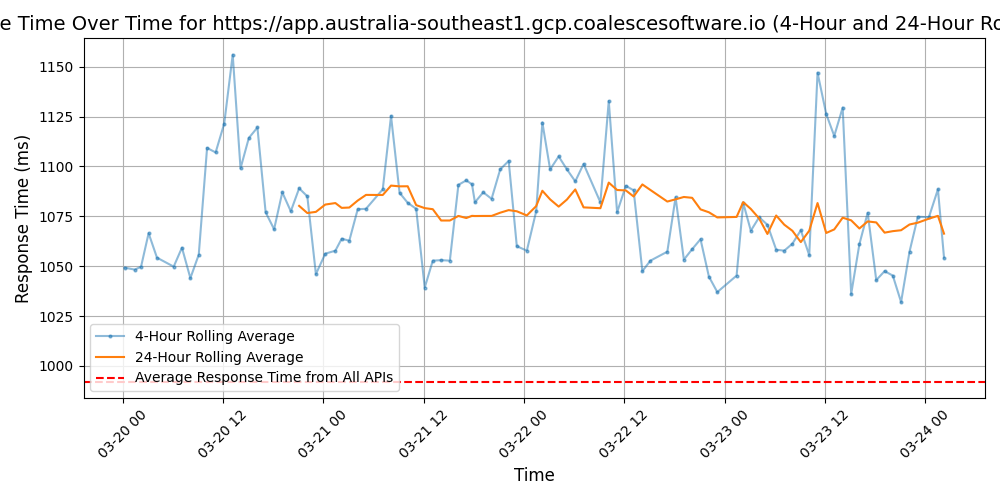 e Time Over Time for https://app.australia-southeast1.gcp.coalescesoftware.io (4-Hour and 24-Hour Ro
Response Time (ms)
1150
1125
1100
1075
1050
1025
1000
4-Hour Rolling Average
24-Hour Rolling Average
Average Response Time from All APIs
03-20 00
03-20 12
03-21 00
03-21 12
03-22 00
03-22 12
03-23 00
03-23 12
03-24 00
Time